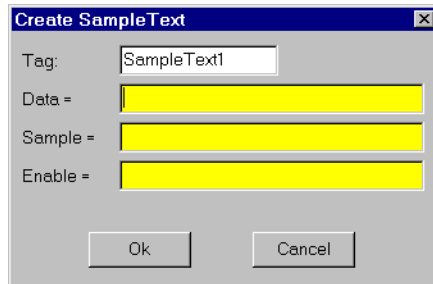 Create SampleText
Tag: SampleText1
Data =
Sample =
Enable =
Ok Cancel